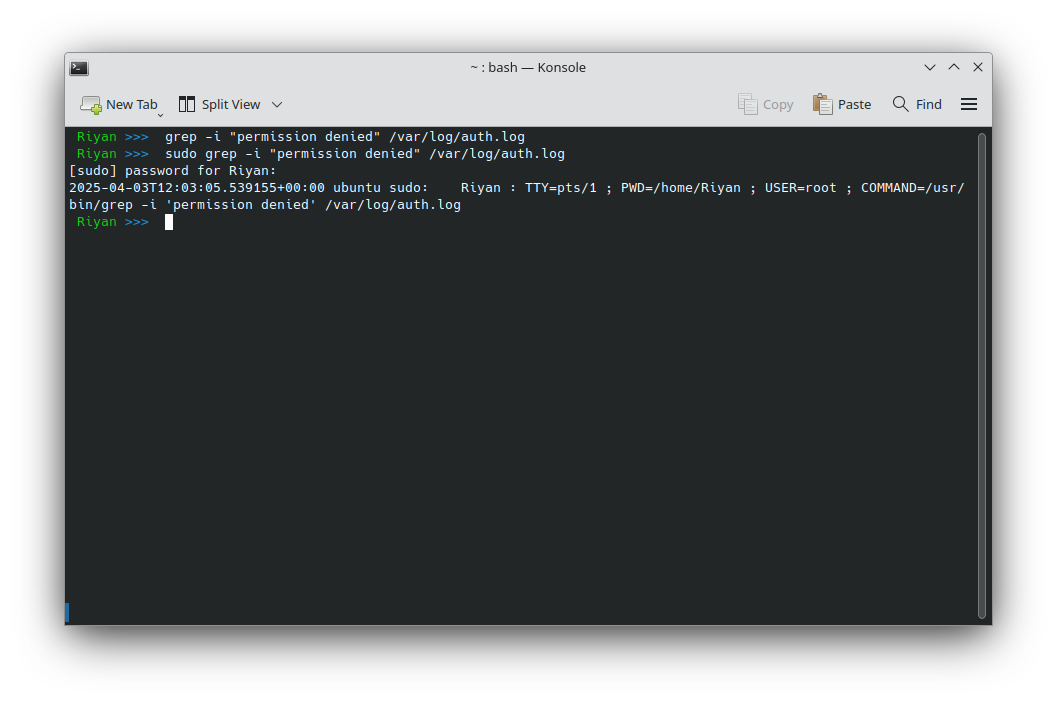 ~ : bash — Konsole
New Tab Split View Copy Paste Find
Riyan >>> grep -i "permission denied" /var/log/auth.log
Riyan >>> sudo grep -i "permission denied" /var/log/auth.log
[sudo] password for Riyan:
2025-04-03T12:03:05.539155+00:00 ubuntu sudo:    Riyan : TTY=pts/1 ; PWD=/home/Riyan ; USER=root ; COMMAND=/usr/
bin/grep -i 'permission denied' /var/log/auth.log
Riyan >>>